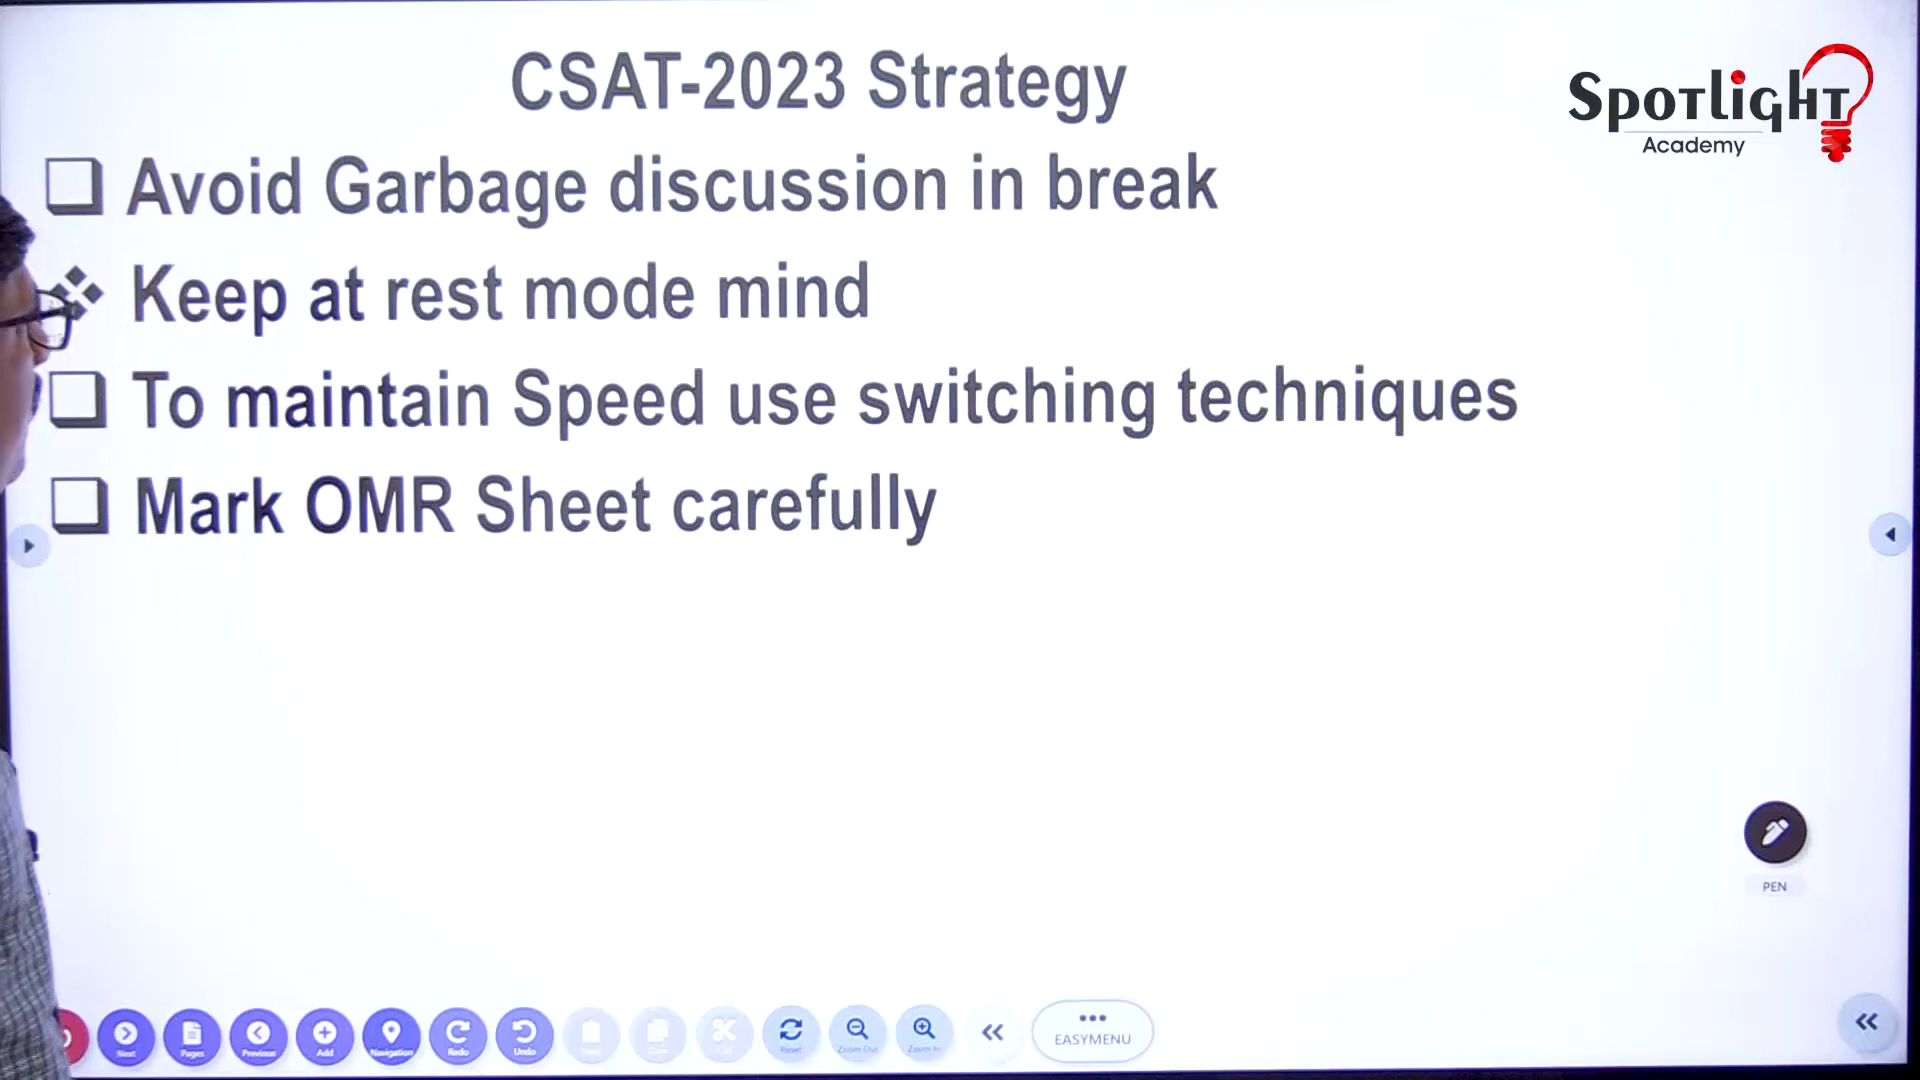 CSAT-2023 Strategy
Spotlight
Academy
Avoid Garbage discussion in break
Keep at rest mode mind
To maintain Speed use switching techniques
Mark OMR Sheet carefully
PEN
Next
Pages
Previous
Add
Navigation
Redo
Undo
Reset
Zoom Out
Zoom In
EASYMENU